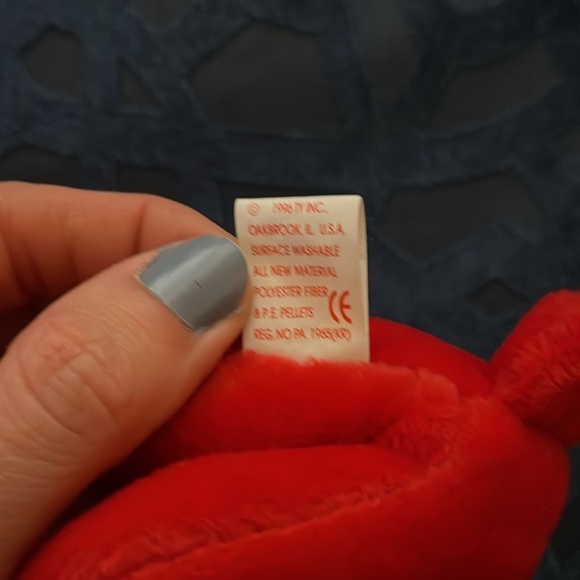 © 1996 TY INC.,
OAKBROOK, IL. U.S.A.
SURFACE WASHABLE
ALL NEW MATERIAL
POLYESTER FIBER
& P.E. PELLETS CE
REG. NO PA. 1965(KR)